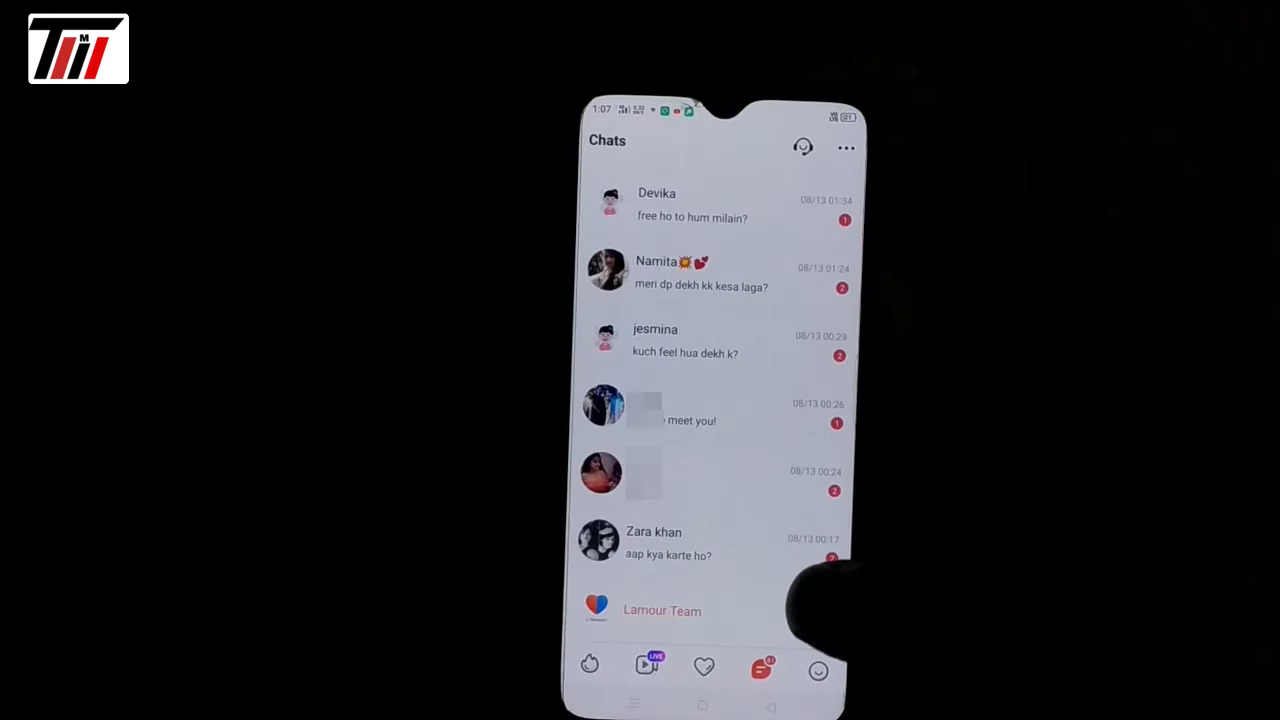 TMT
1:07
Chats
Devika
08/13 01:34
free ho to hum milain?
1
Namita💥💕
08/13 01:24
meri dp dekh kk kesa laga?
2
jesmina
08/13 00:29
kuch feel hua dekh k?
2
08/13 00:26
meet you!
1
08/13 00:24
2
Zara khan
08/13 00:17
aap kya karte ho?
2
Lamour Team
LIVE